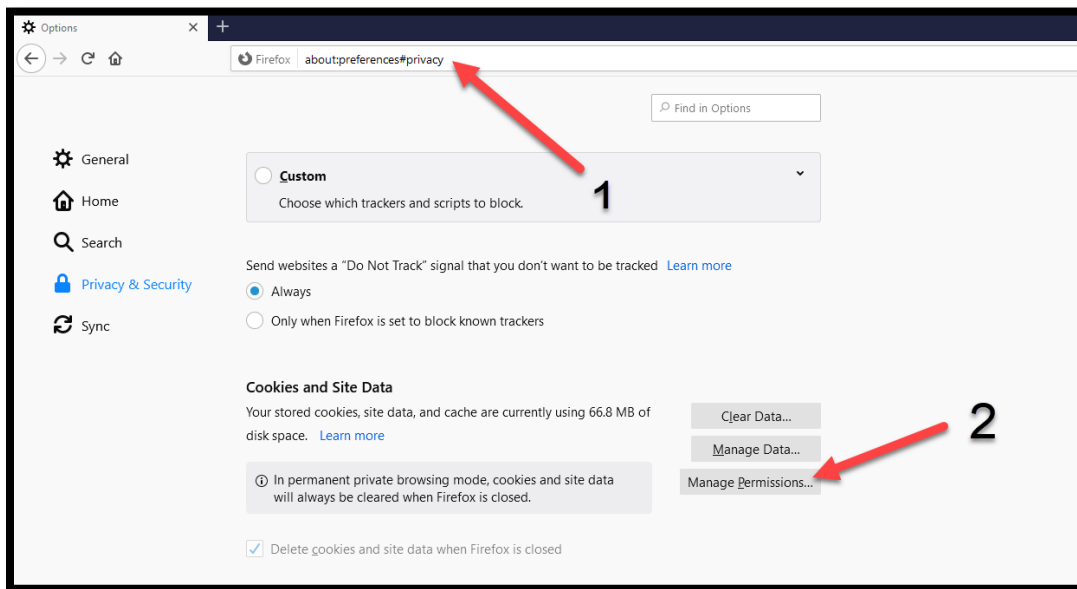 Options
Firefox about:preferences#privacy
Find in Options
General
Home
Search
Privacy & Security
Sync
Custom
Choose which trackers and scripts to block.
1
Send websites a “Do Not Track” signal that you don’t want to be tracked Learn more
Always
Only when Firefox is set to block known trackers
Cookies and Site Data
Your stored cookies, site data, and cache are currently using 66.8 MB of
disk space. Learn more
Clear Data...
Manage Data...
Manage Permissions...
2
In permanent private browsing mode, cookies and site data
will always be cleared when Firefox is closed.
Delete cookies and site data when Firefox is closed